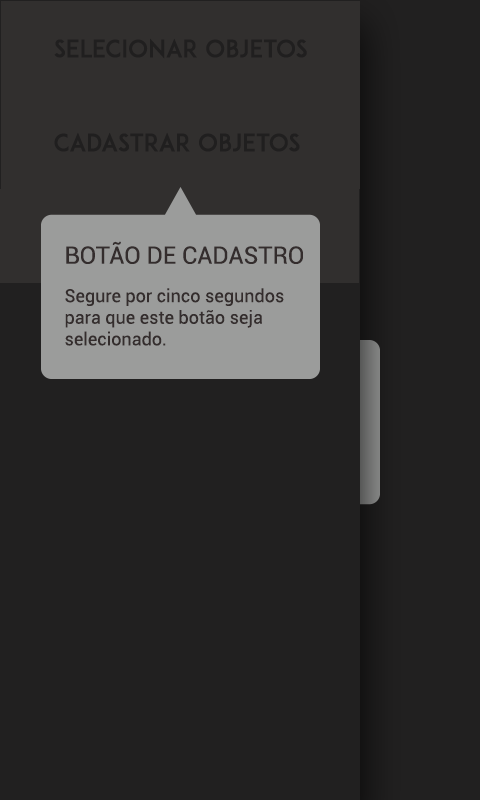 SELECIONAR OBJETOS
CADASTRAR OBJETOS
BOTÃO DE CADASTRO
Segure por cinco segundos
para que este botão seja
selecionado.